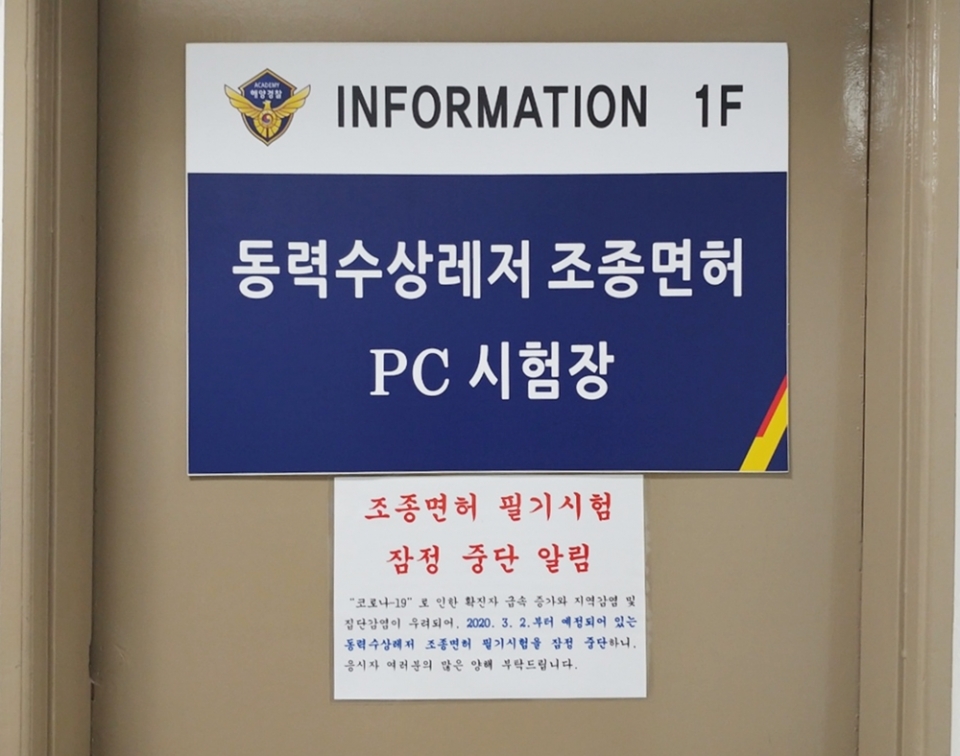 ACADEMY
해양경찰
INFORMATION 1F
동력수상레저 조종면허
PC 시험장
조종면허 필기시험
잠정 중단 알림
"코로나-19" 로 인한 확진자 급속 증가와 지역감염 및
집단감염이 우려되어, 2020. 3. 2.부터 예정되어 있는
동력수상레저 조종면허 필기시험을 잠정 중단하니,
응시자 여러분의 많은 양해 부탁드립니다.